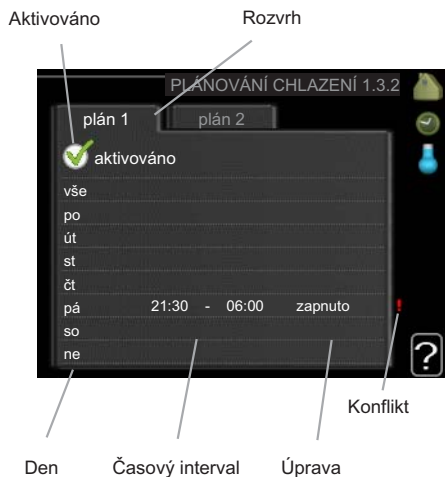 Aktivováno Rozvrh
PLÁNOVÁNÍ CHLAZENÍ 1.3.2
plán 1 plán 2
aktivováno
vše
po
út
st
čt
pá 21:30 - 06:00 zapnuto !
so
ne
?
Konflikt
Den Časový interval Úprava